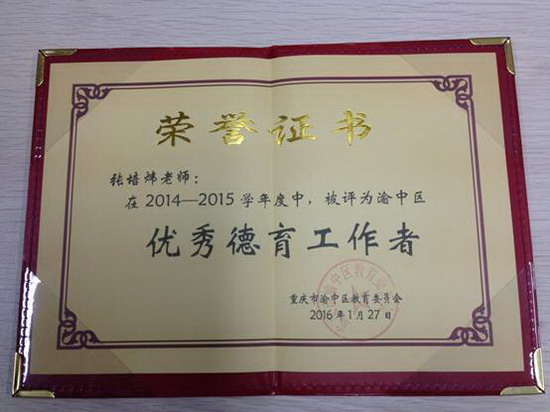 荣誉证书
张培炜老师：
在2014—2015学年度中，被评为渝中区
优秀德育工作者
重庆市渝中区教育委员会
2016年1月27日